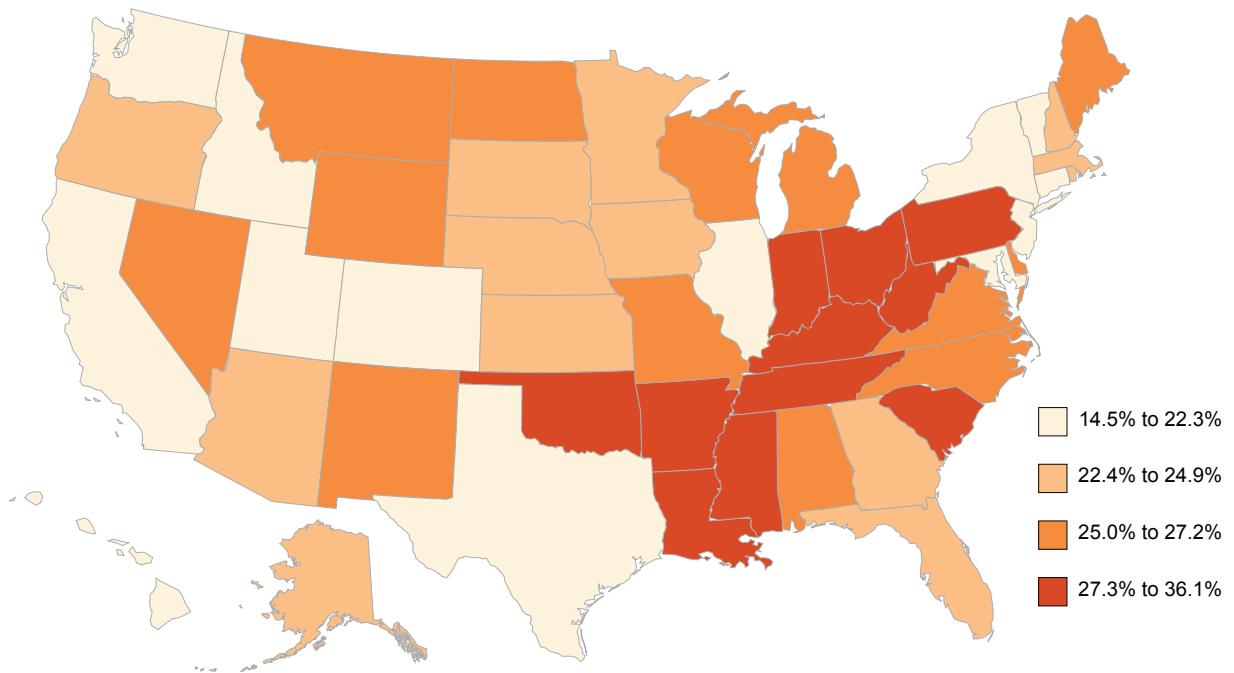 14.5% to 22.3%
22.4% to 24.9%
25.0% to 27.2%
27.3% to 36.1%